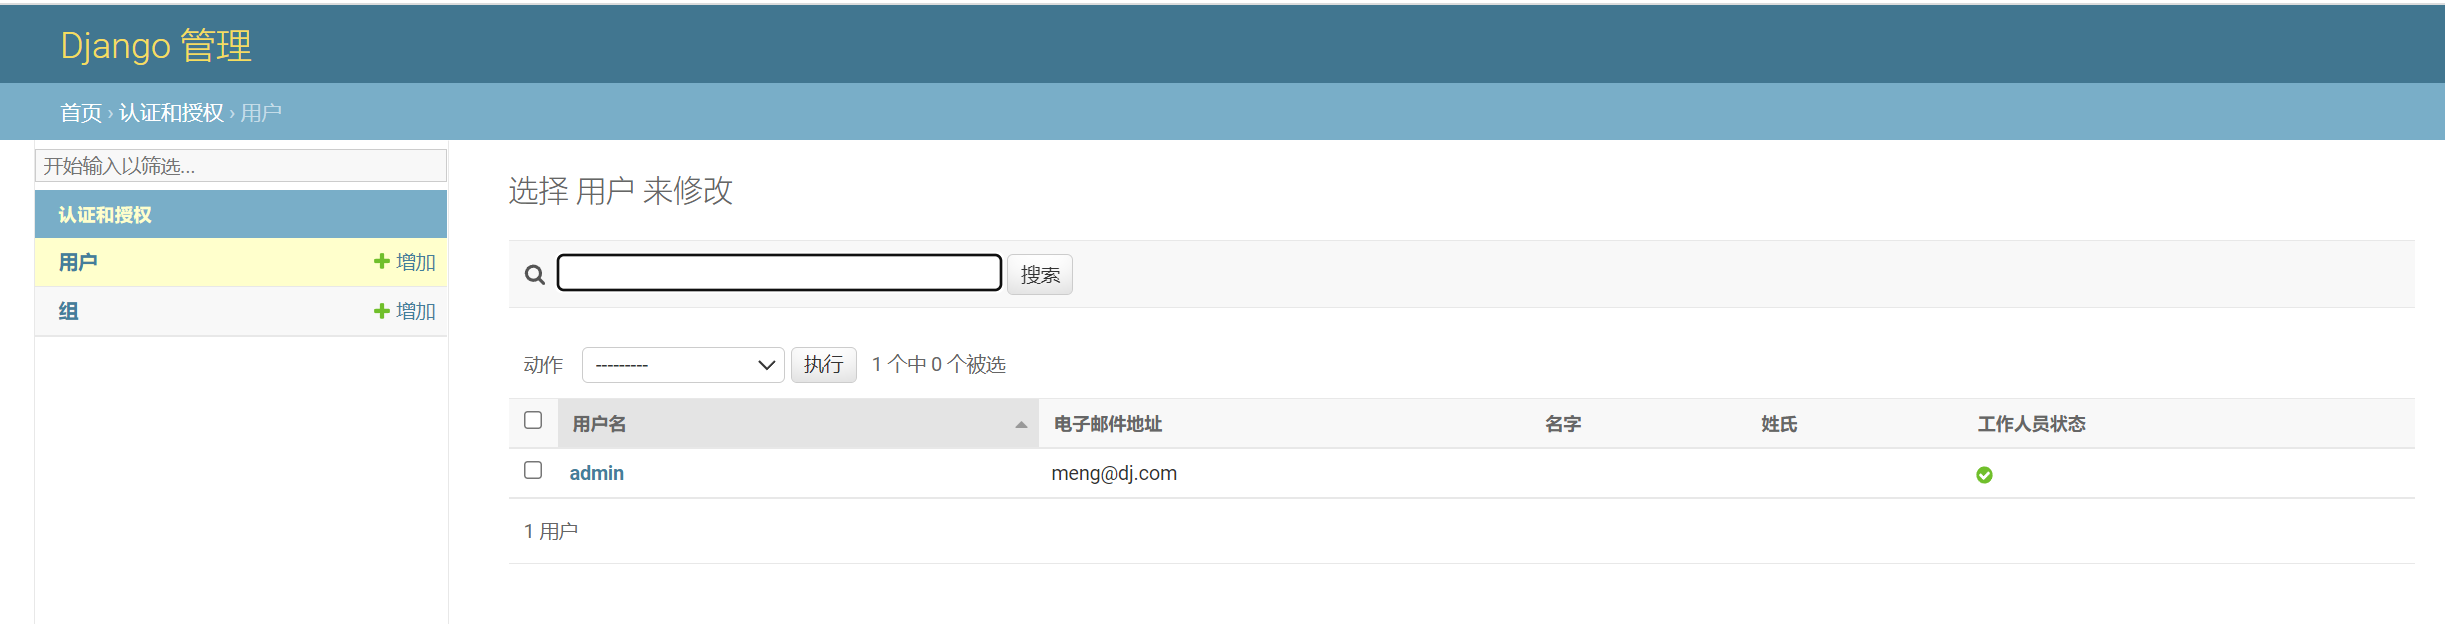 Django 管理
首页 › 认证和授权 › 用户
开始输入以筛选...
认证和授权
用户 增加
组 增加
选择 用户 来修改
搜索
动作 --------- 执行 1 个中 0 个被选
用户名 电子邮件地址 名字 姓氏 工作人员状态
admin meng@dj.com
1 用户